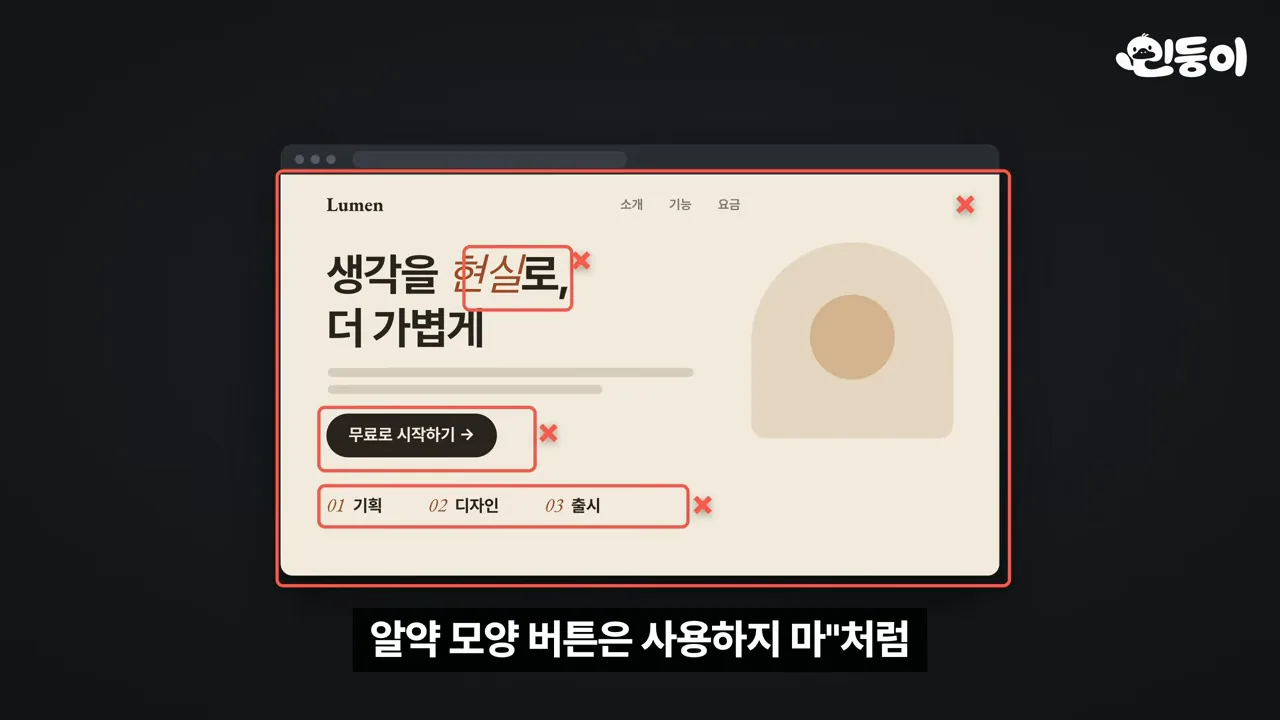 인둥이
Lumen
소개 기능 요금
생각을 현실로,
더 가볍게
무료로 시작하기 →
01 기획 02 디자인 03 출시
알약 모양 버튼은 사용하지 마"처럼